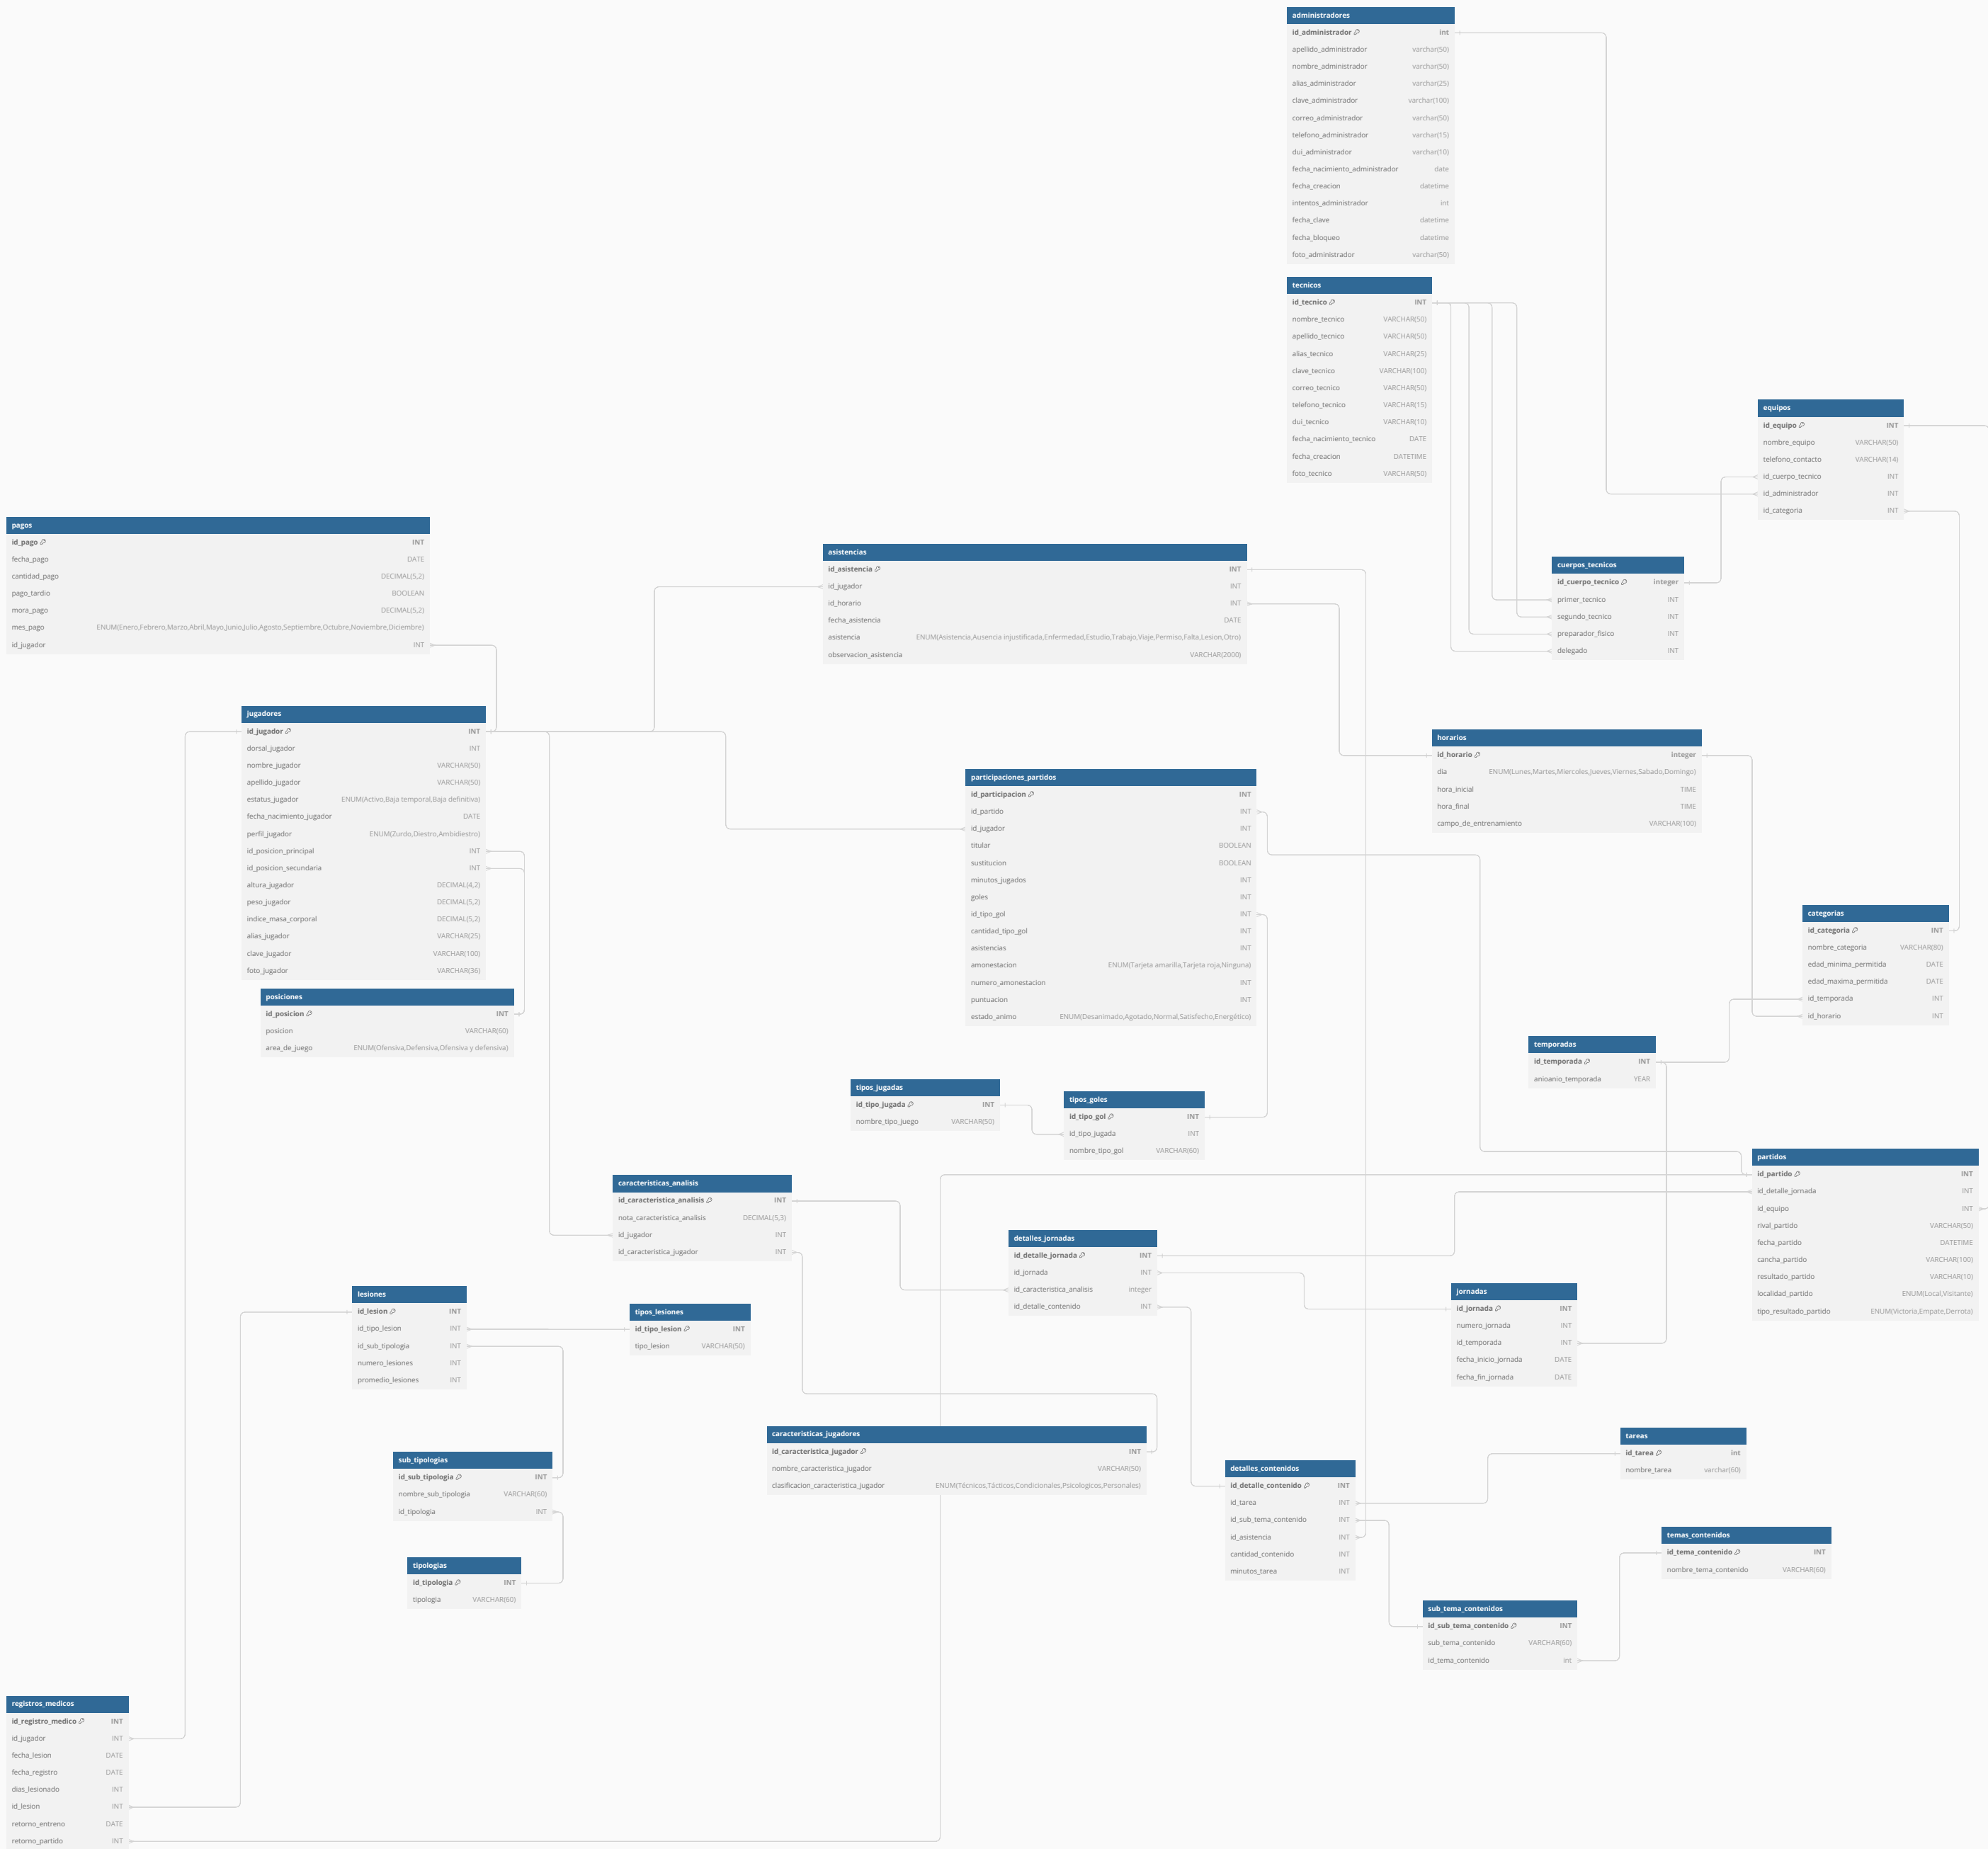 administradores
id_administrador int
apellido_administrador varchar(50)
nombre_administrador varchar(50)
alias_administrador varchar(25)
clave_administrador varchar(100)
correo_administrador varchar(50)
telefono_administrador varchar(15)
dui_administrador varchar(10)
fecha_nacimiento_administrador date
fecha_creacion datetime
intentos_administrador int
fecha_clave datetime
fecha_bloqueo datetime
foto_administrador varchar(50)
tecnicos
id_tecnico INT
nombre_tecnico VARCHAR(50)
apellido_tecnico VARCHAR(50)
alias_tecnico VARCHAR(25)
clave_tecnico VARCHAR(100)
correo_tecnico VARCHAR(50)
telefono_tecnico VARCHAR(15)
dui_tecnico VARCHAR(10)
fecha_nacimiento_tecnico DATE
fecha_creacion DATETIME
foto_tecnico VARCHAR(50)
equipos
id_equipo INT
nombre_equipo VARCHAR(50)
telefono_contacto VARCHAR(14)
id_cuerpo_tecnico INT
id_administrador INT
id_categoria INT
pagos
id_pago INT
fecha_pago DATE
cantidad_pago DECIMAL(5,2)
pago_tardio BOOLEAN
mora_pago DECIMAL(5,2)
mes_pago ENUM(Enero,Febrero,Marzo,Abril,Mayo,Junio,Julio,Agosto,Septiembre,Octubre,Noviembre,Diciembre)
id_jugador INT
asistencias
id_asistencia INT
id_jugador INT
id_horario INT
fecha_asistencia DATE
asistencia ENUM(Asistencia,Ausencia injustificada,Enfermedad,Estudio,Trabajo,Viaje,Permiso,Falta,Lesion,Otro)
observacion_asistencia VARCHAR(2000)
cuerpos_tecnicos
id_cuerpo_tecnico integer
primer_tecnico INT
segundo_tecnico INT
preparador_fisico INT
delegado INT
jugadores
id_jugador INT
dorsal_jugador INT
nombre_jugador VARCHAR(50)
apellido_jugador VARCHAR(50)
estatus_jugador ENUM(Activo,Baja temporal,Baja definitiva)
fecha_nacimiento_jugador DATE
perfil_jugador ENUM(Zurdo,Diestro,Ambidiestro)
id_posicion_principal INT
id_posicion_secundaria INT
altura_jugador DECIMAL(4,2)
peso_jugador DECIMAL(5,2)
indice_masa_corporal DECIMAL(5,2)
alias_jugador VARCHAR(25)
clave_jugador VARCHAR(100)
foto_jugador VARCHAR(36)
horarios
id_horario integer
dia ENUM(Lunes,Martes,Miercoles,Jueves,Viernes,Sabado,Domingo)
hora_inicial TIME
hora_final TIME
campo_de_entrenamiento VARCHAR(100)
participaciones_partidos
id_participacion INT
id_partido INT
id_jugador INT
titular BOOLEAN
sustitucion BOOLEAN
minutos_jugados INT
goles INT
id_tipo_gol INT
cantidad_tipo_gol INT
asistencias INT
amonestacion ENUM(Tarjeta amarilla,Tarjeta roja,Ninguna)
numero_amonestacion INT
puntuacion INT
estado_animo ENUM(Desanimado,Agotado,Normal,Satisfecho,Energético)
categorias
id_categoria INT
nombre_categoria VARCHAR(80)
edad_minima_permitida DATE
edad_maxima_permitida DATE
id_temporada INT
id_horario INT
posiciones
id_posicion INT
posicion VARCHAR(60)
area_de_juego ENUM(Ofensiva,Defensiva,Ofensiva y defensiva)
temporadas
id_temporada INT
anioanio_temporada YEAR
tipos_jugadas
id_tipo_jugada INT
nombre_tipo_juego VARCHAR(50)
tipos_goles
id_tipo_gol INT
id_tipo_jugada INT
nombre_tipo_gol VARCHAR(60)
partidos
id_partido INT
id_detalle_jornada INT
id_equipo INT
rival_partido VARCHAR(50)
fecha_partido DATETIME
cancha_partido VARCHAR(100)
resultado_partido VARCHAR(10)
localidad_partido ENUM(Local,Visitante)
tipo_resultado_partido ENUM(Victoria,Empate,Derrota)
caracteristicas_analisis
id_caracteristica_analisis INT
nota_caracteristica_analisis DECIMAL(5,3)
id_jugador INT
id_caracteristica_jugador INT
detalles_jornadas
id_detalle_jornada INT
id_jornada INT
id_caracteristica_analisis integer
id_detalle_contenido INT
jornadas
id_jornada INT
numero_jornada INT
id_temporada INT
fecha_inicio_jornada DATE
fecha_fin_jornada DATE
lesiones
id_lesion INT
id_tipo_lesion INT
id_sub_tipologia INT
numero_lesiones INT
promedio_lesiones INT
tipos_lesiones
id_tipo_lesion INT
tipo_lesion VARCHAR(50)
caracteristicas_jugadores
id_caracteristica_jugador INT
nombre_caracteristica_jugador VARCHAR(50)
clasificacion_caracteristica_jugador ENUM(Técnicos,Tácticos,Condicionales,Psicologicos,Personales)
tareas
id_tarea int
nombre_tarea varchar(60)
sub_tipologias
id_sub_tipologia INT
nombre_sub_tipologia VARCHAR(60)
id_tipologia INT
detalles_contenidos
id_detalle_contenido INT
id_tarea INT
id_sub_tema_contenido INT
id_asistencia INT
cantidad_contenido INT
minutos_tarea INT
temas_contenidos
id_tema_contenido INT
nombre_tema_contenido VARCHAR(60)
tipologias
id_tipologia INT
tipologia VARCHAR(60)
sub_tema_contenidos
id_sub_tema_contenido INT
sub_tema_contenido VARCHAR(60)
id_tema_contenido int
registros_medicos
id_registro_medico INT
id_jugador INT
fecha_lesion DATE
fecha_registro DATE
dias_lesionado INT
id_lesion INT
retorno_entreno DATE
retorno_partido INT